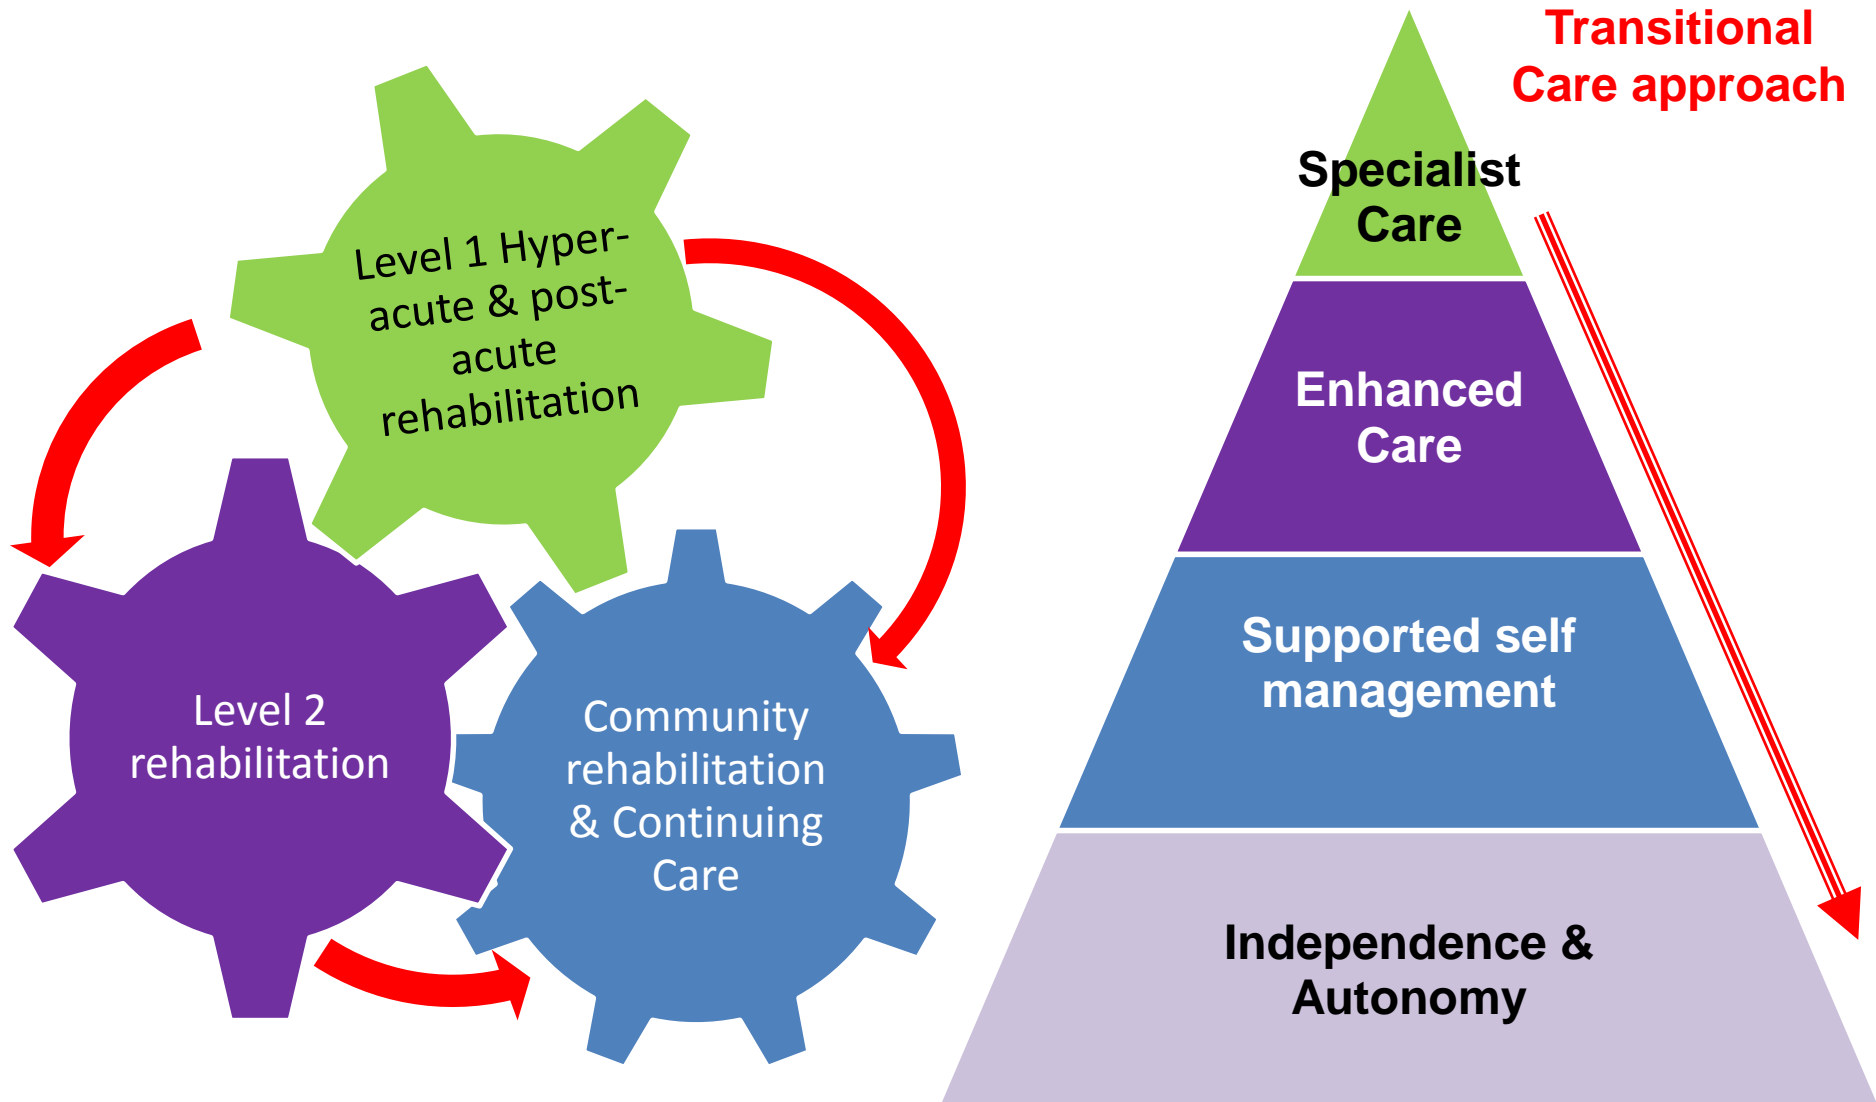 Level 1 Hyper-
acute & post-
acute
rehabilitation
Level 2
rehabilitation
Community
rehabilitation
& Continuing
Care
Transitional
Care approach
Specialist
Care
Enhanced
Care
Supported self
management
Independence &
Autonomy